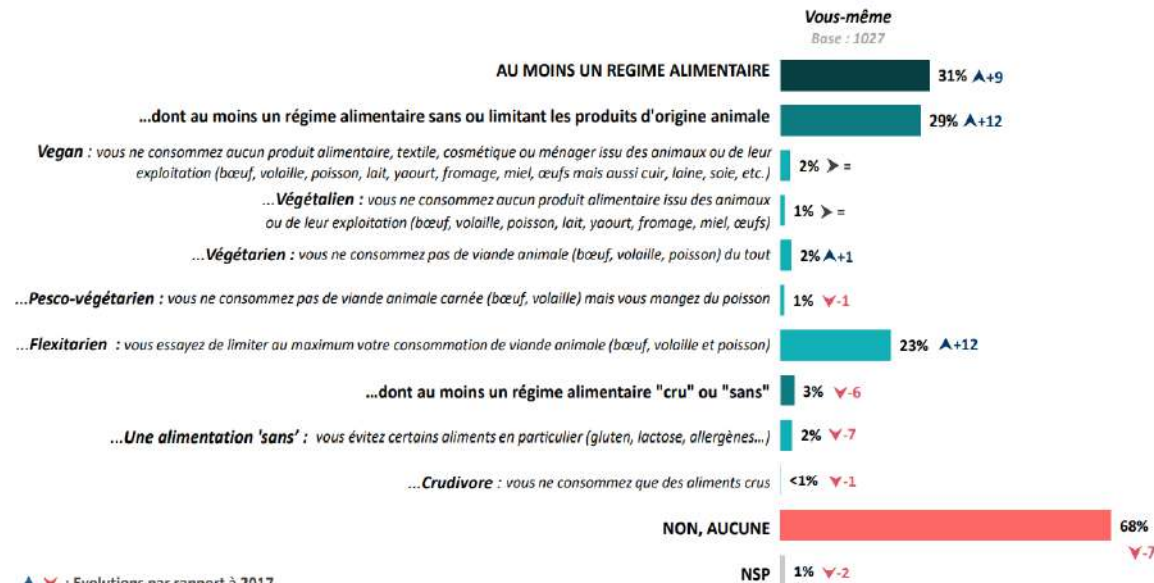 Vous-même
Base : 1027
AU MOINS UN REGIME ALIMENTAIRE 31% +9
...dont au moins un régime alimentaire sans ou limitant les produits d'origine animale 29% +12
Vegan : vous ne consommez aucun produit alimentaire, textile, cosmétique ou ménager issu des animaux ou de leur
exploitation (bœuf, volaille, poisson, lait, yaourt, fromage, miel, œufs mais aussi cuir, laine, soie, etc.) 2% =
...Végétalien : vous ne consommez aucun produit alimentaire issu des animaux
ou de leur exploitation (bœuf, volaille, poisson, lait, yaourt, fromage, miel, œufs) 1% =
...Végétarien : vous ne consommez pas de viande animale (bœuf, volaille, poisson) du tout 2% +1
...Pesco-végétarien : vous ne consommez pas de viande animale carnée (bœuf, volaille) mais vous mangez du poisson 1% -1
...Flexitarien : vous essayez de limiter au maximum votre consommation de viande animale (bœuf, volaille et poisson) 23% +12
...dont au moins un régime alimentaire "cru" ou "sans" 3% -6
...Une alimentation 'sans' : vous évitez certains aliments en particulier (gluten, lactose, allergènes...) 2% -7
...Crudivore : vous ne consommez que des aliments crus <1% -1
NON, AUCUNE 68%
-7
NSP 1% -2
: Evolutions par rapport à 2017